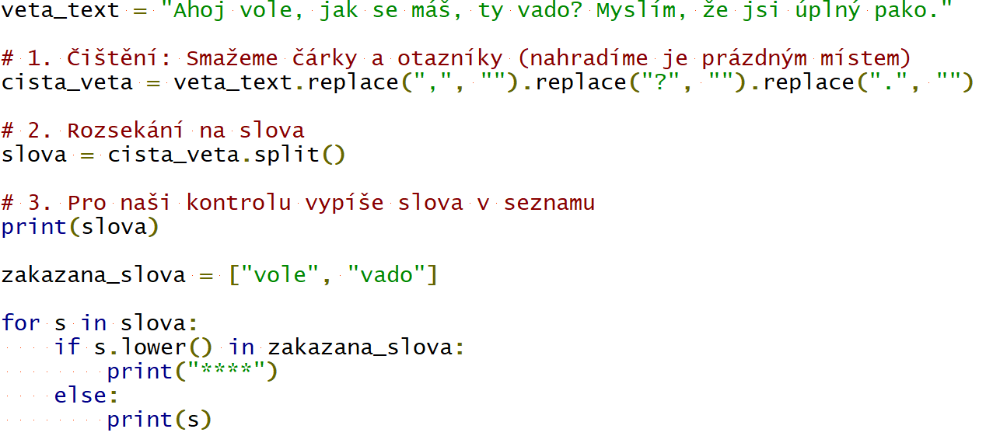 veta_text = "Ahoj vole, jak se máš, ty vado? Myslím, že jsi úplný pako."
# 1. Čištění: Smažeme čárky a otazníky (nahradíme je prázdným místem)
cista_veta = veta_text.replace(",", "").replace("?", "").replace(".", "")
# 2. Rozsekání na slova
slova = cista_veta.split()
# 3. Pro naši kontrolu vypíše slova v seznamu
print(slova)
zakazana_slova = ["vole", "vado"]
for s in slova:
    if s.lower() in zakazana_slova:
        print("****")
    else:
        print(s)